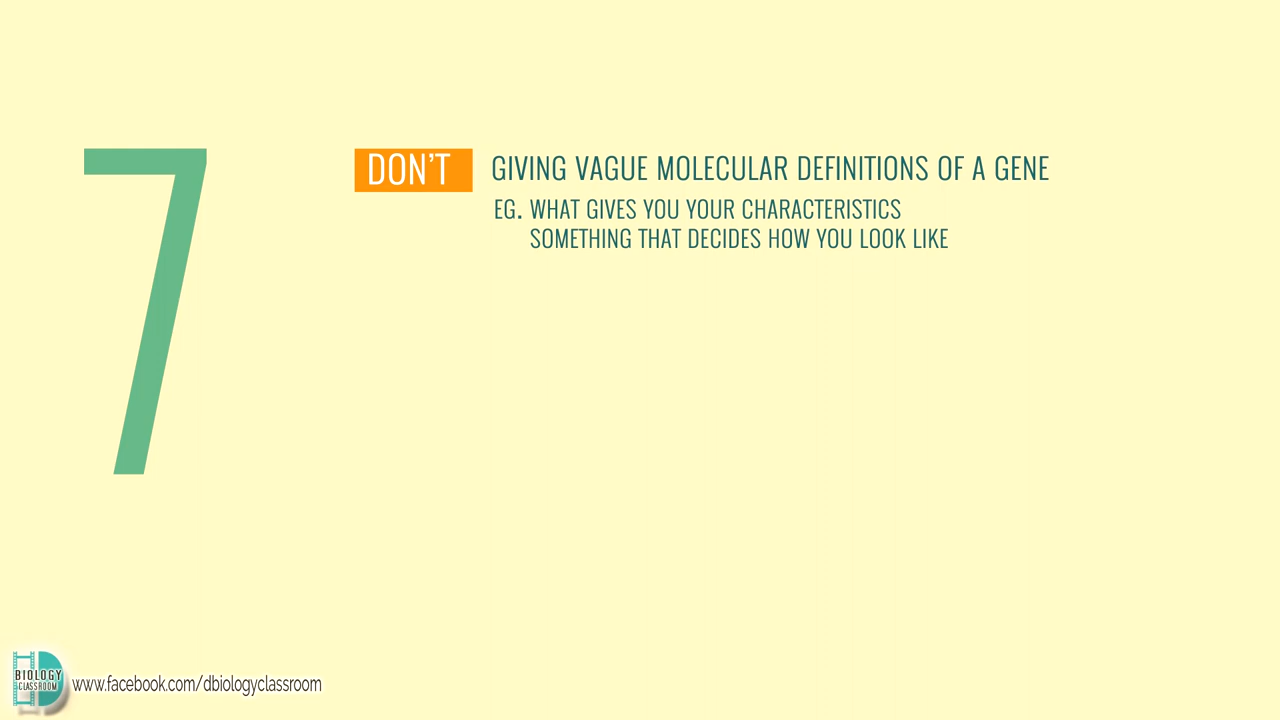 7
DON'T GIVING VAGUE MOLECULAR DEFINITIONS OF A GENE
EG. WHAT GIVES YOU YOUR CHARACTERISTICS
SOMETHING THAT DECIDES HOW YOU LOOK LIKE
BIOLOGY
CLASSROOM
www.facebook.com/dbiologyclassroom